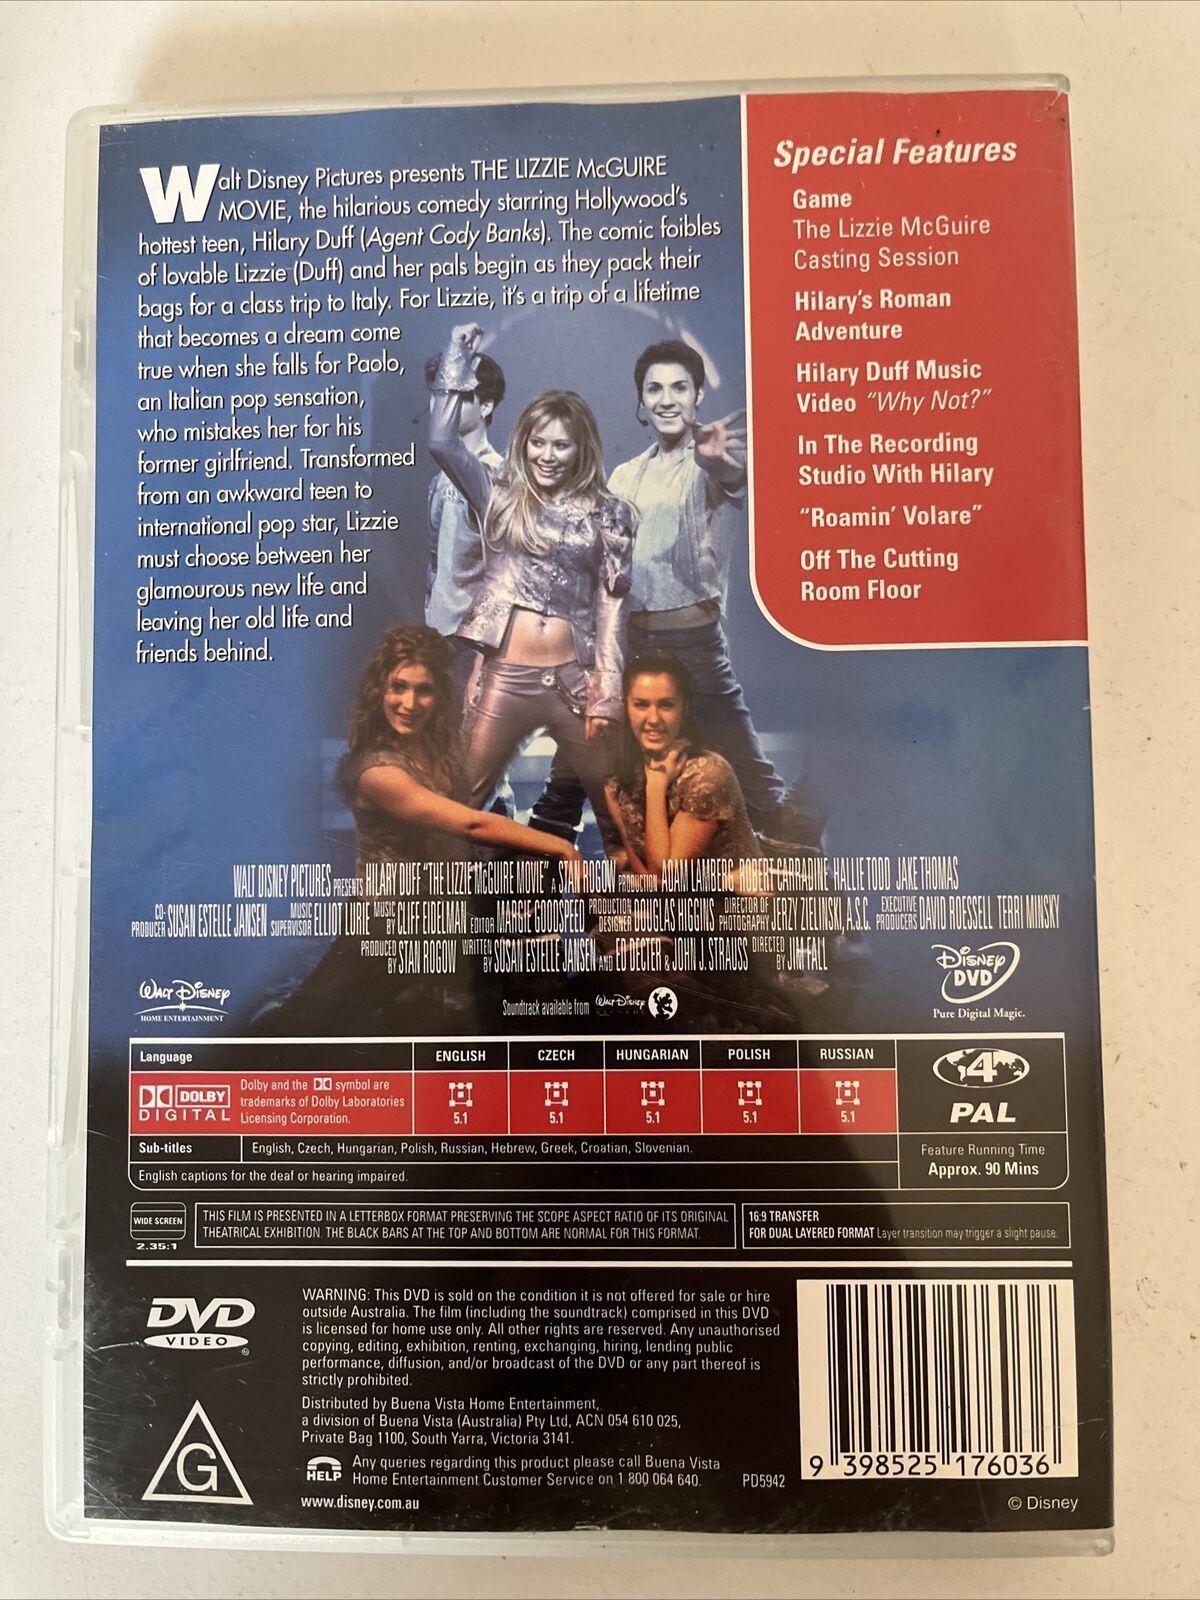 Walt Disney Pictures presents THE LIZZIE McGUIRE
MOVIE, the hilarious comedy starring Hollywood's
hottest teen, Hilary Duff (Agent Cody Banks). The comic foibles
of lovable Lizzie (Duff) and her pals begin as they pack their
bags for a class trip to Italy. For Lizzie, it's a trip of a lifetime
that becomes a dream come
true when she falls for Paolo,
an Italian pop sensation,
who mistakes her for his
former girlfriend. Transformed
from an awkward teen to
international pop star, Lizzie
must choose between her
glamourous new life and
leaving her old life and
friends behind.
Special Features
Game
The Lizzie McGuire
Casting Session
Hilary's Roman
Adventure
Hilary Duff Music
Video "Why Not?"
In The Recording
Studio With Hilary
"Roamin' Volare"
Off The Cutting
Room Floor
WALT DISNEY PICTURES PRESENTS HILARY DUFF "THE LIZZIE McGUIRE MOVIE" A STAN ROGOW PRODUCTION ADAM LAMBERG ROBERT CARRADINE HALLIE TODD JAKE THOMAS
CO-PRODUCER SUSAN ESTELLE JANSEN MUSIC SUPERVISOR ELLIOT LURIE MUSIC BY CLIFF EIDELMAN EDITOR MARGIE GOODSPEED PRODUCTION DESIGNER DOUGLAS HIGGINS DIRECTOR OF PHOTOGRAPHY JERZY ZIELINSKI, A.S.C. EXECUTIVE PRODUCERS DAVID ROESSELL TERRI MINSKY
PRODUCED BY STAN ROGOW WRITTEN BY SUSAN ESTELLE JANSEN AND ED DECTER & JOHN J. STRAUSS DIRECTED BY JIM FALL
WALT DISNEY
HOME ENTERTAINMENT
Soundtrack available from WALT DISNEY
DISNEY
DVD
Pure Digital Magic.
Language ENGLISH CZECH HUNGARIAN POLISH RUSSIAN
DOLBY
DIGITAL
Dolby and the DD symbol are
trademarks of Dolby Laboratories
Licensing Corporation.
5.1 5.1 5.1 5.1 5.1
4
PAL
Sub-titles English, Czech, Hungarian, Polish, Russian, Hebrew, Greek, Croatian, Slovenian.
English captions for the deaf or hearing impaired.
Feature Running Time
Approx. 90 Mins
WIDE SCREEN
2.35:1
THIS FILM IS PRESENTED IN A LETTERBOX FORMAT PRESERVING THE SCOPE ASPECT RATIO OF ITS ORIGINAL
THEATRICAL EXHIBITION. THE BLACK BARS AT THE TOP AND BOTTOM ARE NORMAL FOR THIS FORMAT.
16:9 TRANSFER
FOR DUAL LAYERED FORMAT Layer transition may trigger a slight pause.
DVD
VIDEO
G
WARNING: This DVD is sold on the condition it is not offered for sale or hire
outside Australia. The film (including the soundtrack) comprised in this DVD
is licensed for home use only. All other rights are reserved. Any unauthorised
copying, editing, exhibition, renting, exchanging, hiring, lending public
performance, diffusion, and/or broadcast of the DVD or any part thereof is
strictly prohibited.
Distributed by Buena Vista Home Entertainment,
a division of Buena Vista (Australia) Pty Ltd, ACN 054 610 025,
Private Bag 1100, South Yarra, Victoria 3141.
HELP
Any queries regarding this product please call Buena Vista
Home Entertainment Customer Service on 1 800 064 640.
PD5942
www.disney.com.au
9 398525 176036
© Disney